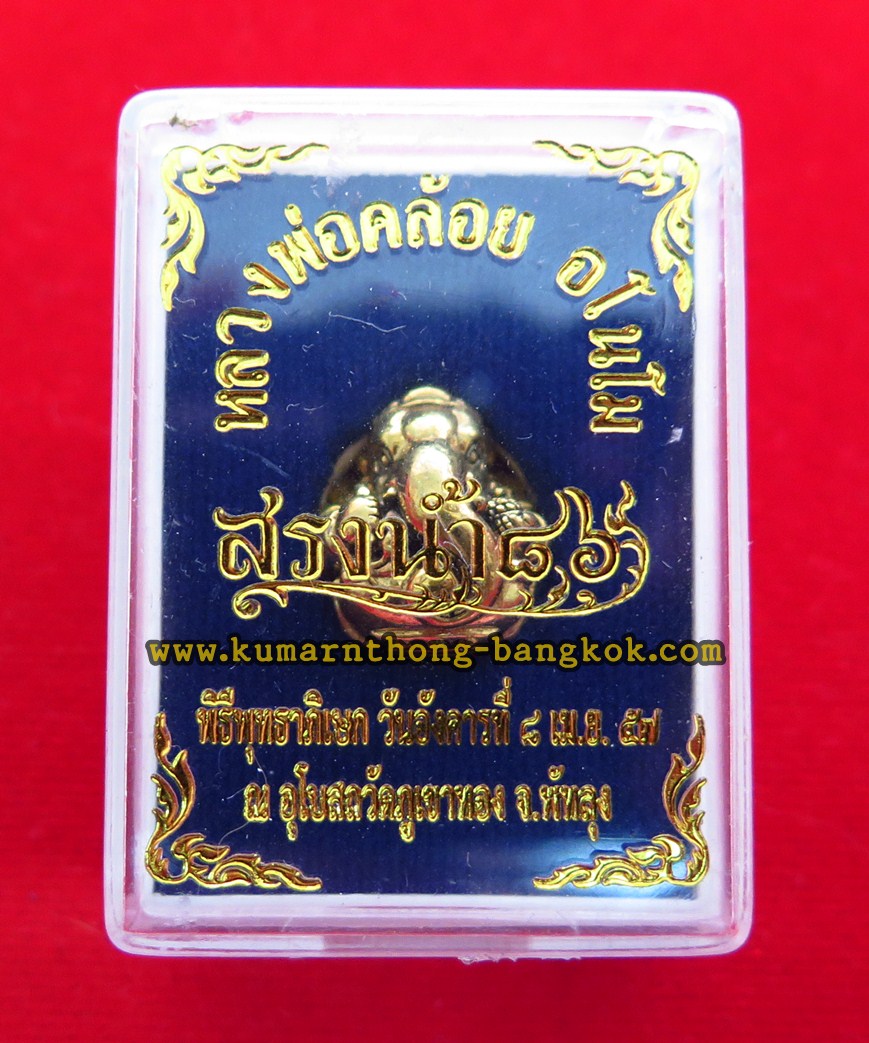 หลวงพ่อคล้อย อโนโม
สรงน้ำ๘๖
www.kumarnthong-bangkok.com
พิธีพุทธาภิเษก วันอังคารที่ ๘ เม.ย. ๕๗
ณ อุโบสถวัดภูเขาทอง จ.พัทลุง